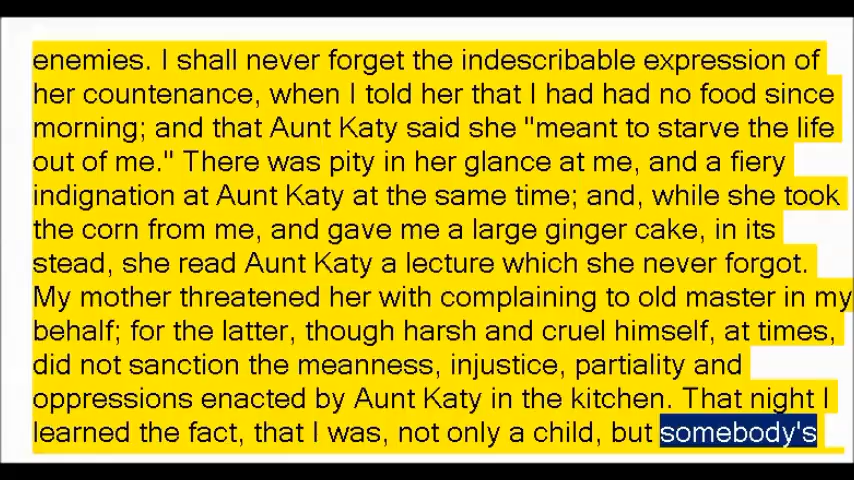 enemies. I shall never forget the indescribable expression of
her countenance, when I told her that I had had no food since
morning; and that Aunt Katy said she "meant to starve the life
out of me." There was pity in her glance at me, and a fiery
indignation at Aunt Katy at the same time; and, while she took
the corn from me, and gave me a large ginger cake, in its
stead, she read Aunt Katy a lecture which she never forgot.
My mother threatened her with complaining to old master in my
behalf; for the latter, though harsh and cruel himself, at times,
did not sanction the meanness, injustice, partiality and
oppressions enacted by Aunt Katy in the kitchen. That night I
learned the fact, that I was, not only a child, but somebody's